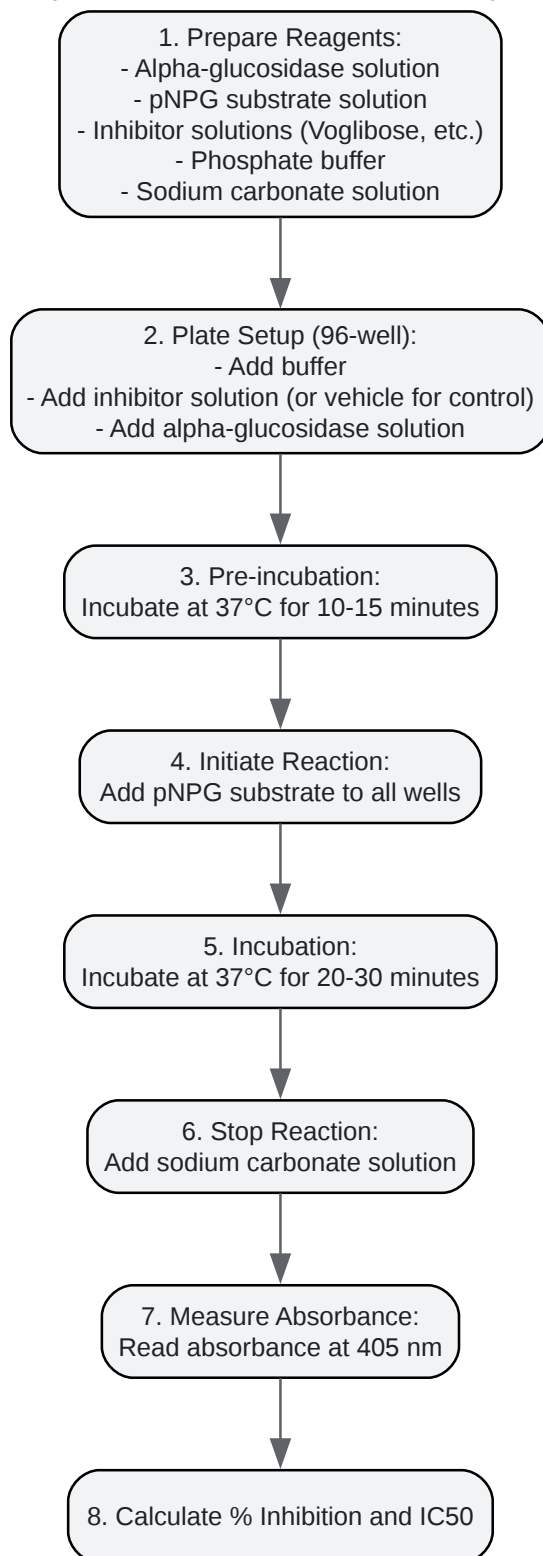 1. Prepare Reagents:
- Alpha-glucosidase solution
- pNPG substrate solution
- Inhibitor solutions (Voglibose, etc.)
- Phosphate buffer
- Sodium carbonate solution
2. Plate Setup (96-well):
- Add buffer
- Add inhibitor solution (or vehicle for control)
- Add alpha-glucosidase solution
3. Pre-incubation:
Incubate at 37°C for 10-15 minutes
4. Initiate Reaction:
Add pNPG substrate to all wells
5. Incubation:
Incubate at 37°C for 20-30 minutes
6. Stop Reaction:
Add sodium carbonate solution
7. Measure Absorbance:
Read absorbance at 405 nm
8. Calculate % Inhibition and IC50